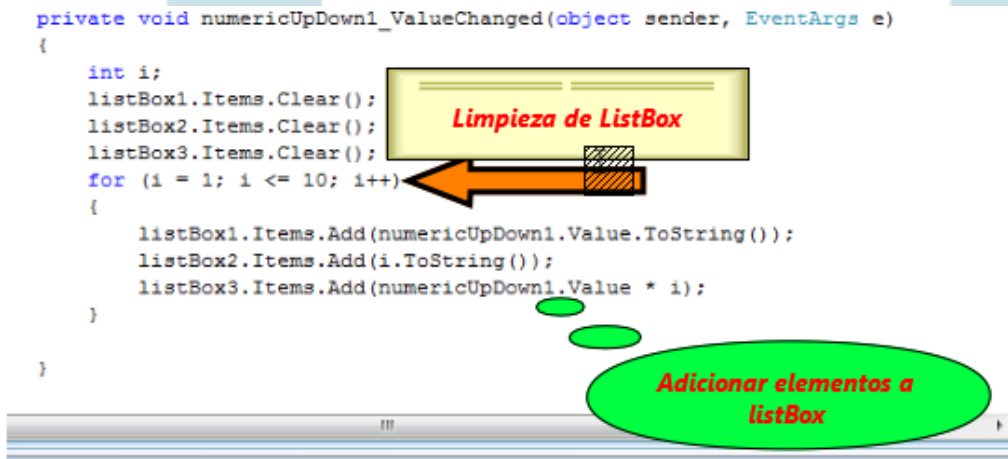 private void numericUpDown1_ValueChanged(object sender, EventArgs e)
{
int i;
listBox1.Items.Clear();
listBox2.Items.Clear();
listBox3.Items.Clear();
Limpieza de ListBox
for (i = 1; i <= 10; i++)
{
listBox1.Items.Add(numericUpDown1.Value.ToString());
listBox2.Items.Add(i.ToString());
listBox3.Items.Add(numericUpDown1.Value * i);
}
}
Adicionar elementos a
listBox